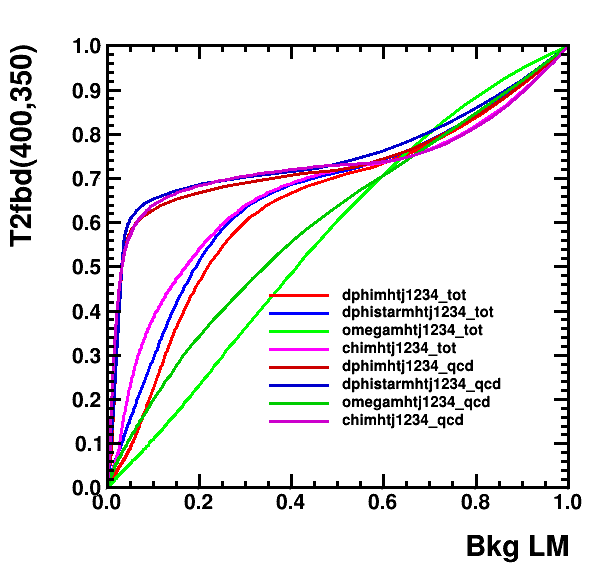 T2fbd(400,350)
1.0
0.9
0.8
0.7
0.6
0.5
0.4
0.3
0.2
0.1
0.0
dphimhtj1234_tot
dphistarmhtj1234_tot
omegamhtj1234_tot
chimhtj1234_tot
dphimhtj1234_qcd
dphistarmhtj1234_qcd
omegamhtj1234_qcd
chimhtj1234_qcd
0.0 0.2 0.4 0.6 0.8 1.0
Bkg LM